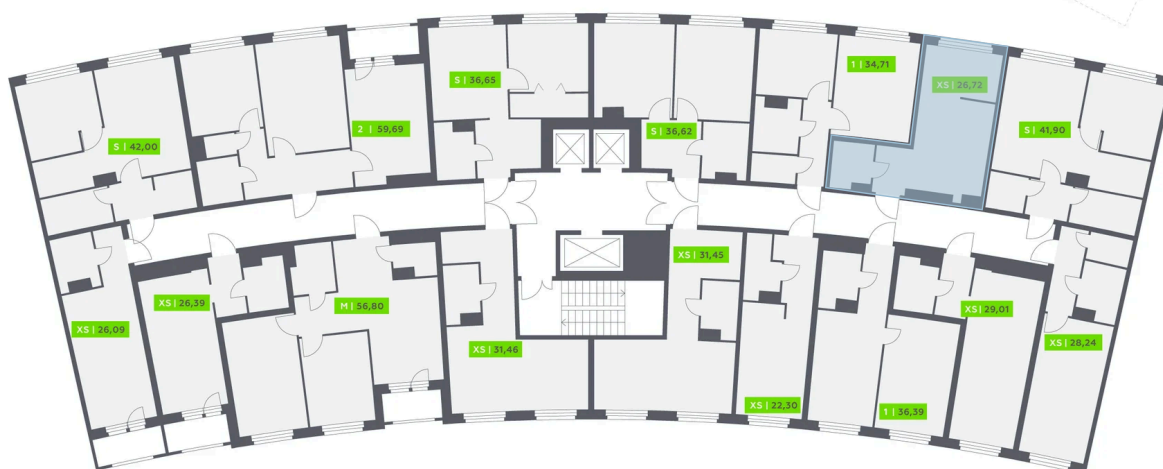 1 | 34,71
S | 36,65
XS | 26,72
2 | 59,69
S | 36,62
S | 41,90
S | 42,00
XS | 31,45
XS | 26,39
M | 56,80
XS | 29,01
XS | 26,09
XS | 28,24
XS | 31,46
XS | 22,30
1 | 36,39